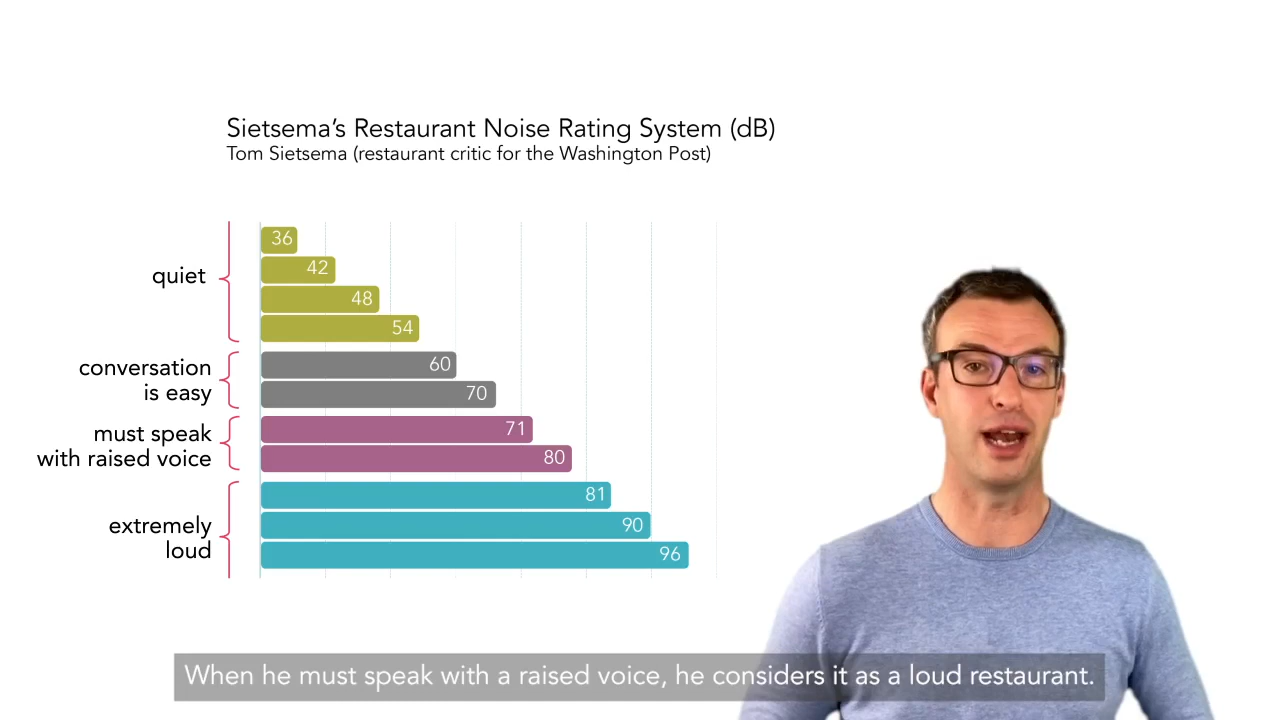 Sietsema’s Restaurant Noise Rating System (dB)
Tom Sietsema (restaurant critic for the Washington Post)
quiet
36
42
48
54
conversation
is easy
60
70
must speak
with raised voice
71
80
extremely
loud
81
90
96
When he must speak with a raised voice, he considers it as a loud restaurant.